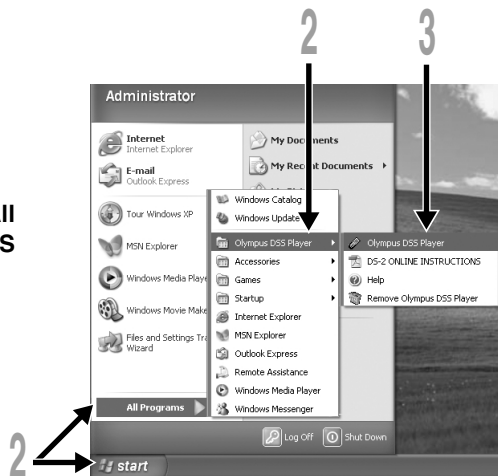 2
3
Administrator
Internet
Internet Explorer
E-mail
Outlook Express
Tour Windows XP
MSN Explorer
Windows Media Playe
Windows Movie Make
Files and Settings Tra
Wizard
All Programs
My Documents
My Recent Documents
Windows Catalog
Windows Update
Olympus DSS Player
Accessories
Games
Startup
Internet Explorer
MSN Explorer
Outlook Express
Remote Assistance
Windows Media Player
Windows Messenger
Olympus DSS Player
DS-2 ONLINE INSTRUCTIONS
Help
Remove Olympus DSS Player
Log Off
Shut Down
ll
S
2
start